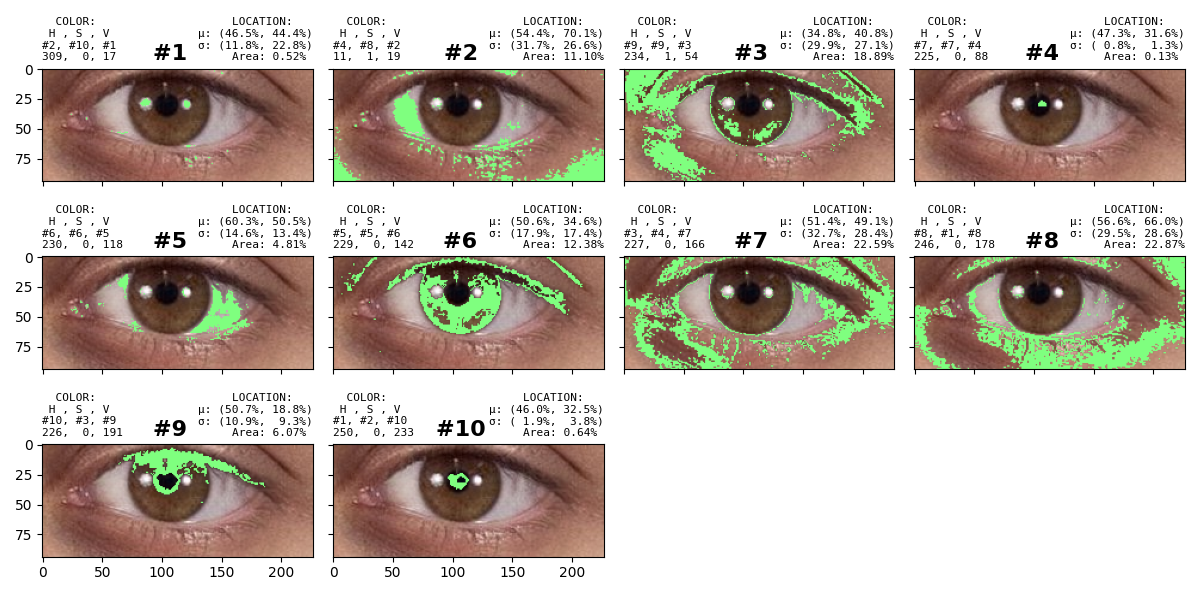 COLOR: LOCATION:
H , S , V μ: (46.5%, 44.4%)
#2, #10, #1 #1 σ: (11.8%, 22.8%)
309, 0, 17 Area: 0.52%
COLOR: LOCATION:
H , S , V μ: (54.4%, 70.1%)
#4, #8, #2 #2 σ: (31.7%, 26.6%)
11, 1, 19 Area: 11.10%
COLOR: LOCATION:
H , S , V μ: (34.8%, 40.8%)
#9, #9, #3 #3 σ: (29.9%, 27.1%)
234, 1, 54 Area: 18.89%
COLOR: LOCATION:
H , S , V μ: (47.3%, 31.6%)
#7, #7, #4 #4 σ: ( 0.8%, 1.3%)
225, 0, 88 Area: 0.13%
0
25
50
75
COLOR: LOCATION:
H , S , V μ: (60.3%, 50.5%)
#6, #6, #5 #5 σ: (14.6%, 13.4%)
230, 0, 118 Area: 4.81%
COLOR: LOCATION:
H , S , V μ: (50.6%, 34.6%)
#5, #5, #6 #6 σ: (17.9%, 17.4%)
229, 0, 142 Area: 12.38%
COLOR: LOCATION:
H , S , V μ: (51.4%, 49.1%)
#3, #4, #7 #7 σ: (32.7%, 28.4%)
227, 0, 166 Area: 22.59%
COLOR: LOCATION:
H , S , V μ: (56.6%, 66.0%)
#8, #1, #8 #8 σ: (29.5%, 28.6%)
246, 0, 178 Area: 22.87%
0
25
50
75
COLOR: LOCATION:
H , S , V μ: (50.7%, 18.8%)
#10, #3, #9 #9 σ: (10.9%, 9.3%)
226, 0, 191 Area: 6.07%
COLOR: LOCATION:
H , S , V μ: (46.0%, 32.5%)
#1, #2, #10 #10 σ: ( 1.9%, 3.8%)
250, 0, 233 Area: 0.64%
0
25
50
75
0 50 100 150 200
0 50 100 150 200